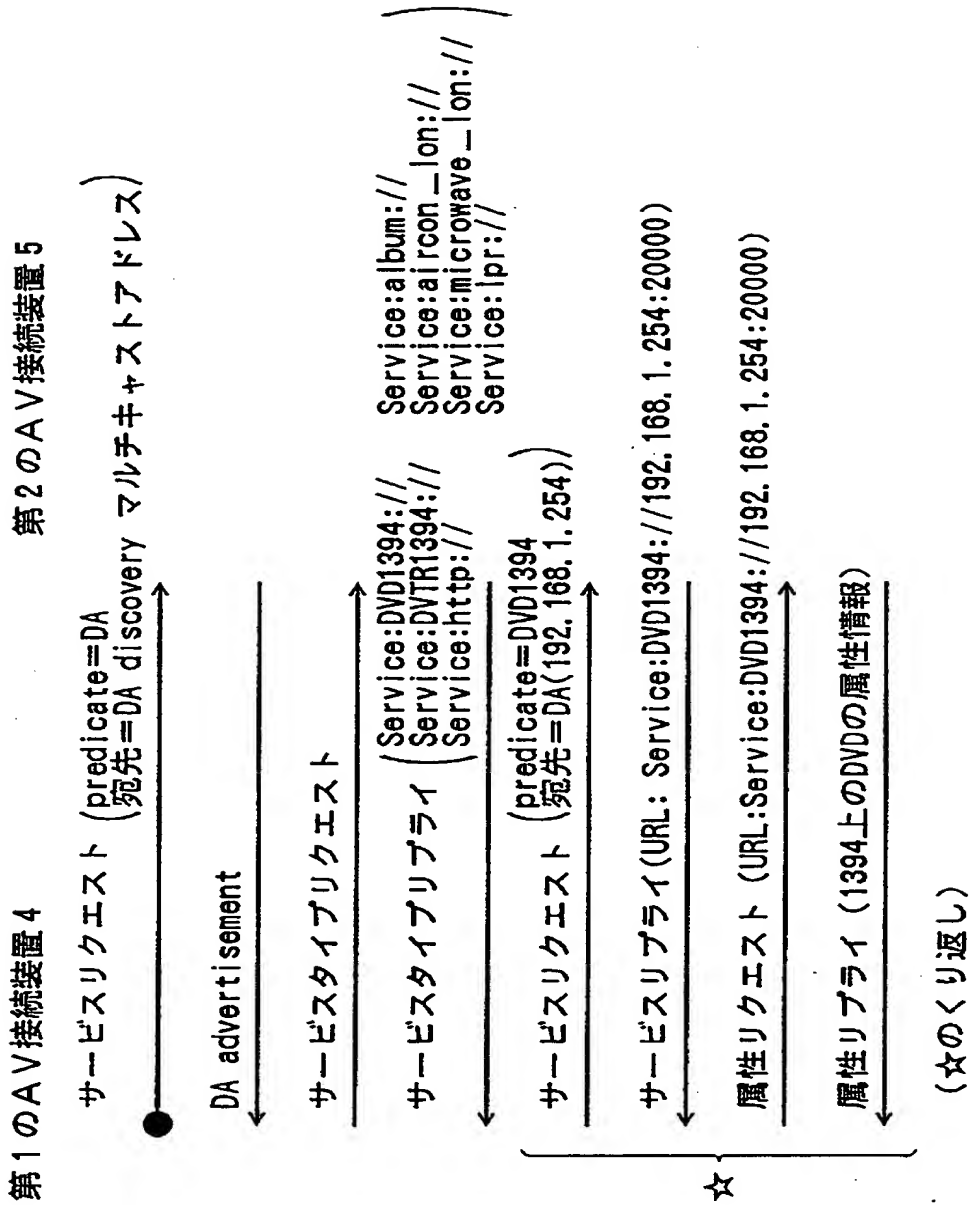 第1のAV接続装置4
第2のAV接続装置5
サービスリクエスト (predicate=DA
宛先=DA discovery マルチキャストアドレス)
DA advertisement
サービスタイプリクエスト
サービスタイプリプライ (Service:DVD1394://
Service:DVTR1394://
Service:http://
Service:album://
Service:aircon_lon://
Service:microwave_lon://
Service:lpr:// )
サービスリクエスト (predicate=DVD1394
宛先=DA(192.168.1.254))
サービスリプライ(URL: Service:DVD1394://192.168.1.254:20000)
属性リクエスト (URL:Service:DVD1394://192.168.1.254:20000)
属性リプライ (1394上のDVDの属性情報)
☆
(☆のくり返し)